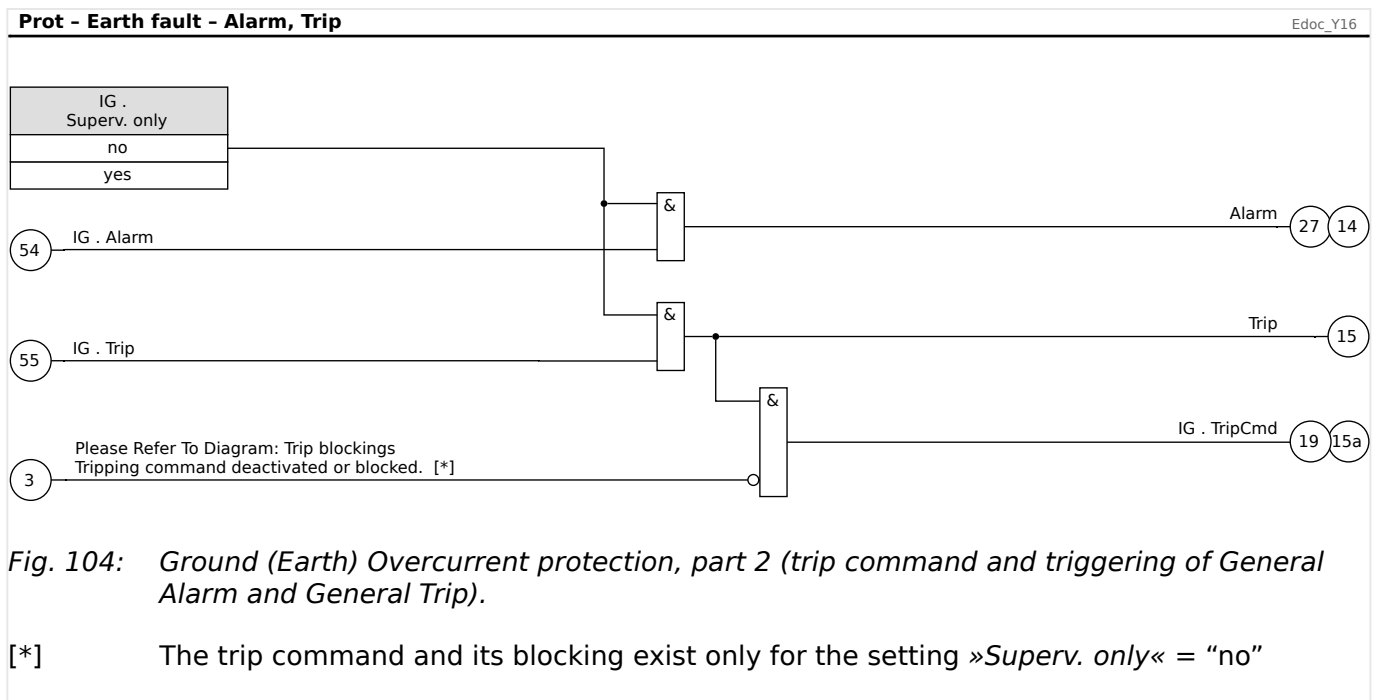 Prot – Earth fault – Alarm, Trip
Edoc_Y16
IG .
Superv. only
no
yes
&
Alarm
27
14
54
IG . Alarm
&
Trip
15
55
IG . Trip
&
IG . TripCmd
19
15a
Please Refer To Diagram: Trip blockings
Tripping command deactivated or blocked.  [*]
3
Fig. 104: Ground (Earth) Overcurrent protection, part 2 (trip command and triggering of General
Alarm and General Trip).
[*] The trip command and its blocking exist only for the setting »Superv. only« = “no”